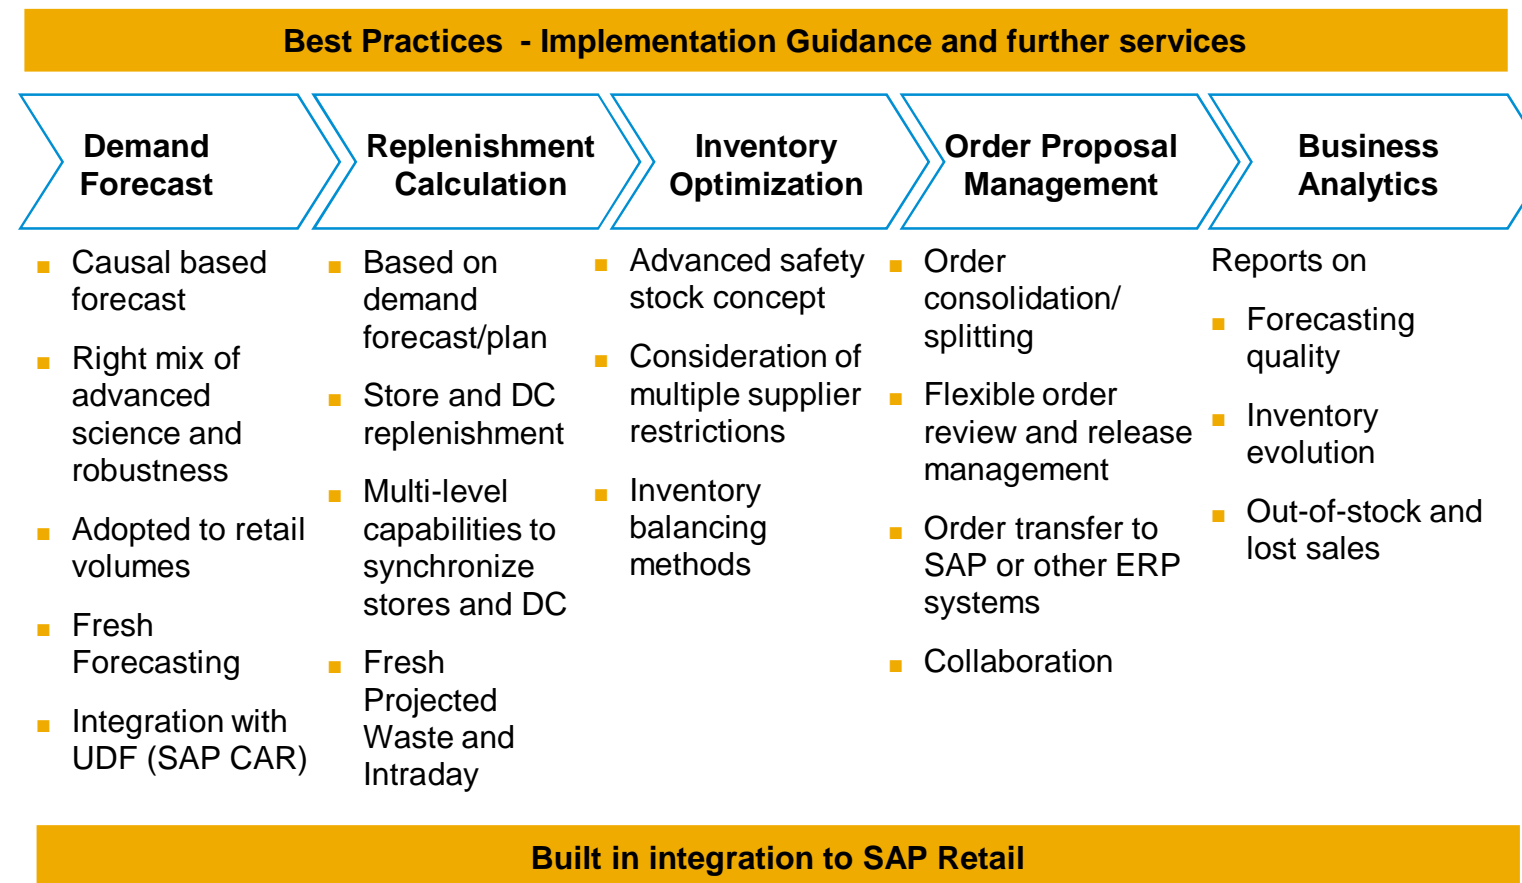 Best Practices  - Implementation Guidance and further services
Demand
Forecast
Replenishment
Calculation
Inventory
Optimization
Order Proposal
Management
Business
Analytics
Causal based
forecast
Right mix of
advanced
science and
robustness
Adopted to retail
volumes
Fresh
Forecasting
Integration with
UDF (SAP CAR)
Based on
demand
forecast/plan
Store and DC
replenishment
Multi-level
capabilities to
synchronize
stores and DC
Fresh
Projected
Waste and
Intraday
Advanced safety
stock concept
Consideration of
multiple supplier
restrictions
Inventory
balancing
methods
Order
consolidation/
splitting
Flexible order
review and release
management
Order transfer to
SAP or other ERP
systems
Collaboration
Reports on
Forecasting
quality
Inventory
evolution
Out-of-stock and
lost sales
Built in integration to SAP Retail